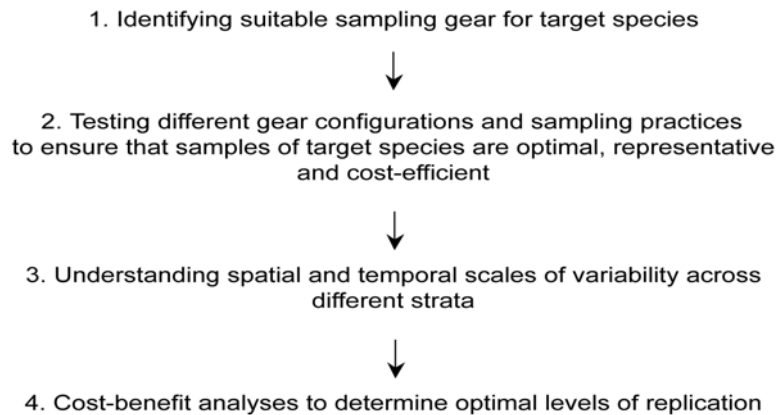 1. Identifying suitable sampling gear for target species
2. Testing different gear configurations and sampling practices
to ensure that samples of target species are optimal, representative
and cost-efficient
3. Understanding spatial and temporal scales of variability across
different strata
4. Cost-benefit analyses to determine optimal levels of replication